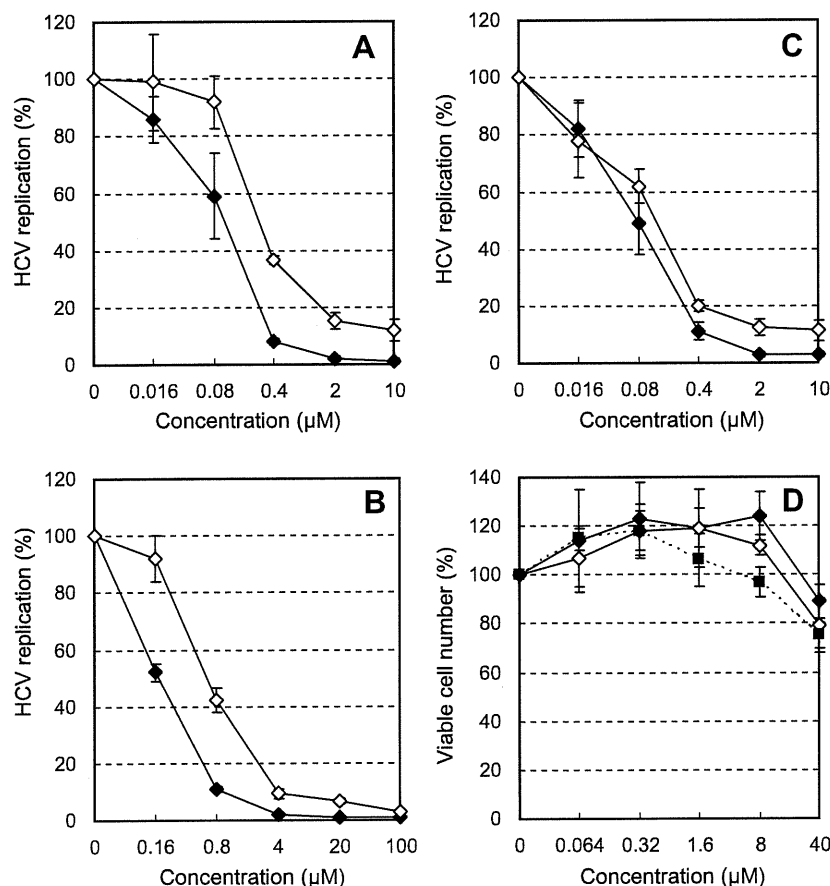 A
HCV replication (%)
120
100
80
60
40
20
0
0 0.016 0.08 0.4 2 10
Concentration (µM)
C
HCV replication (%)
120
100
80
60
40
20
0
0 0.016 0.08 0.4 2 10
Concentration (µM)
B
HCV replication (%)
120
100
80
60
40
20
0
0 0.16 0.8 4 20 100
Concentration (µM)
D
Viable cell number (%)
140
120
100
80
60
40
20
0
0 0.064 0.32 1.6 8 40
Concentration (µM)